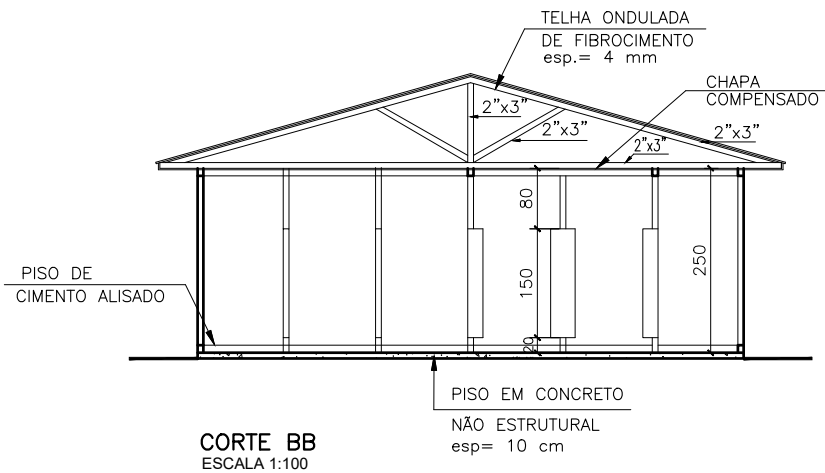 TELHA ONDULADA
DE FIBROCIMENTO
esp.= 4 mm
CHAPA
COMPENSADO
2"x3"
2"x3"
2"x3"
2"x3"
80
150
250
20
PISO DE
CIMENTO ALISADO
PISO EM CONCRETO
NÃO ESTRUTURAL
esp= 10 cm
CORTE BB
ESCALA 1:100